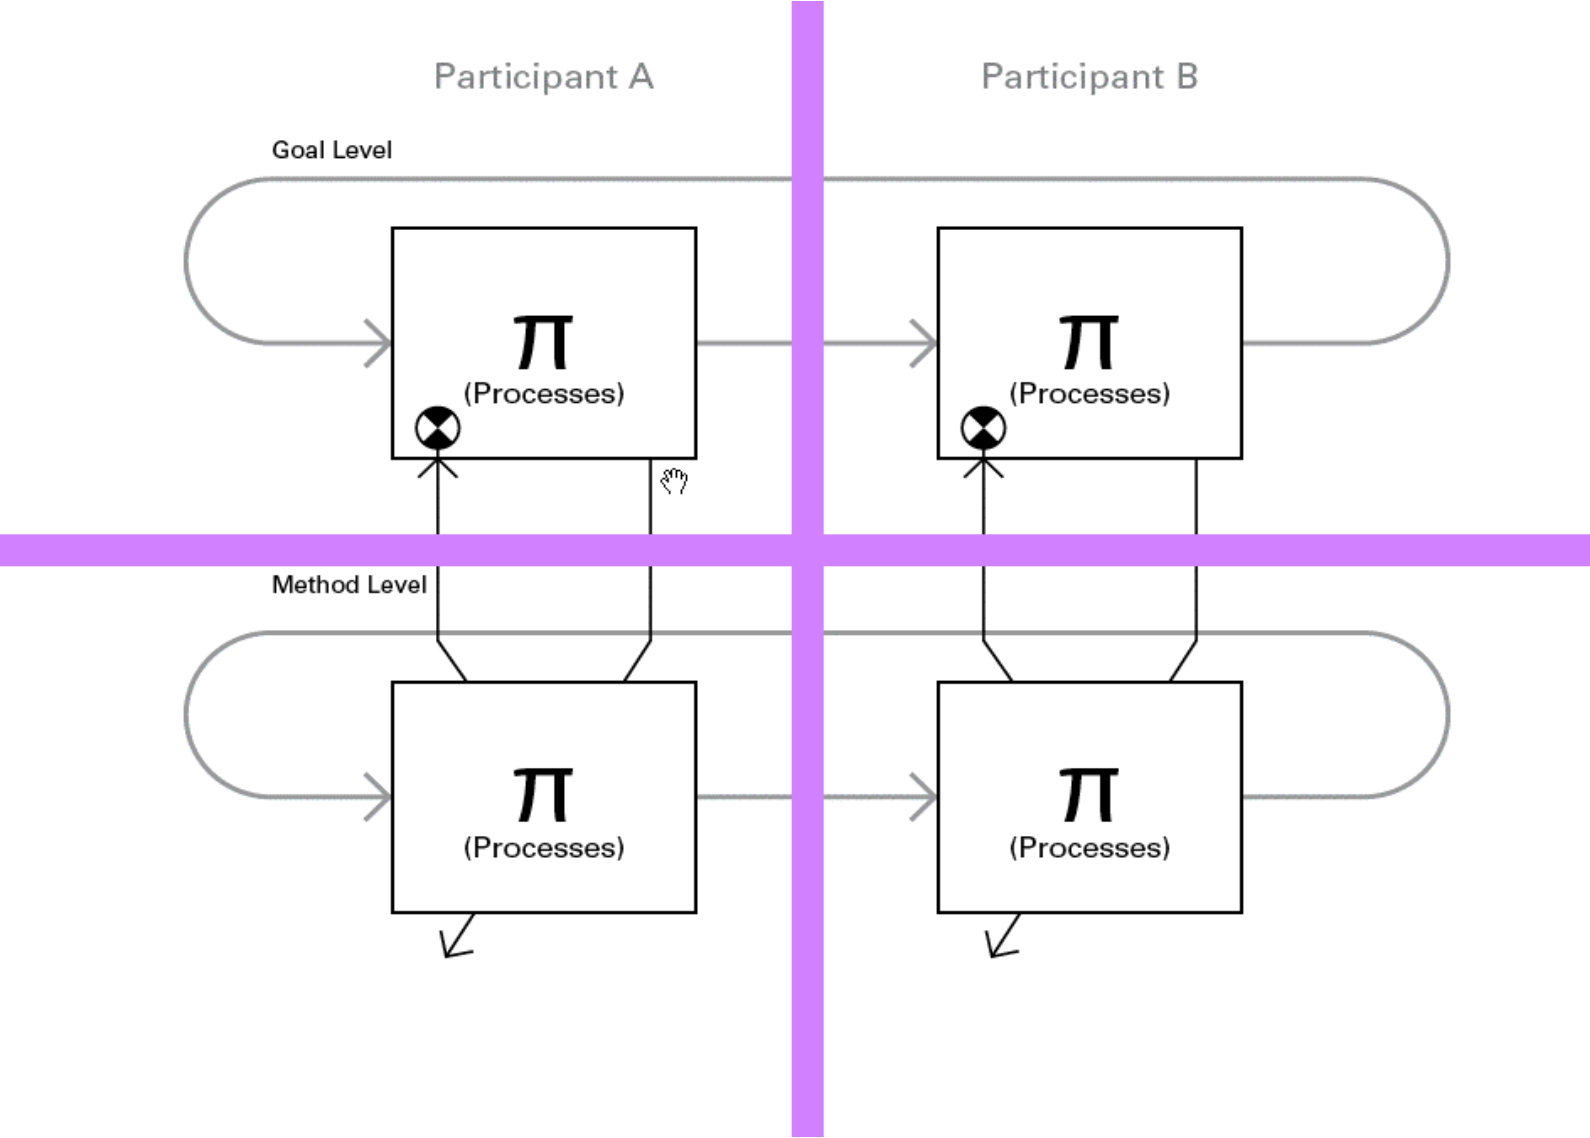 Participant A
Participant B
Goal Level
π
(Processes)
π
(Processes)
Method Level
π
(Processes)
π
(Processes)